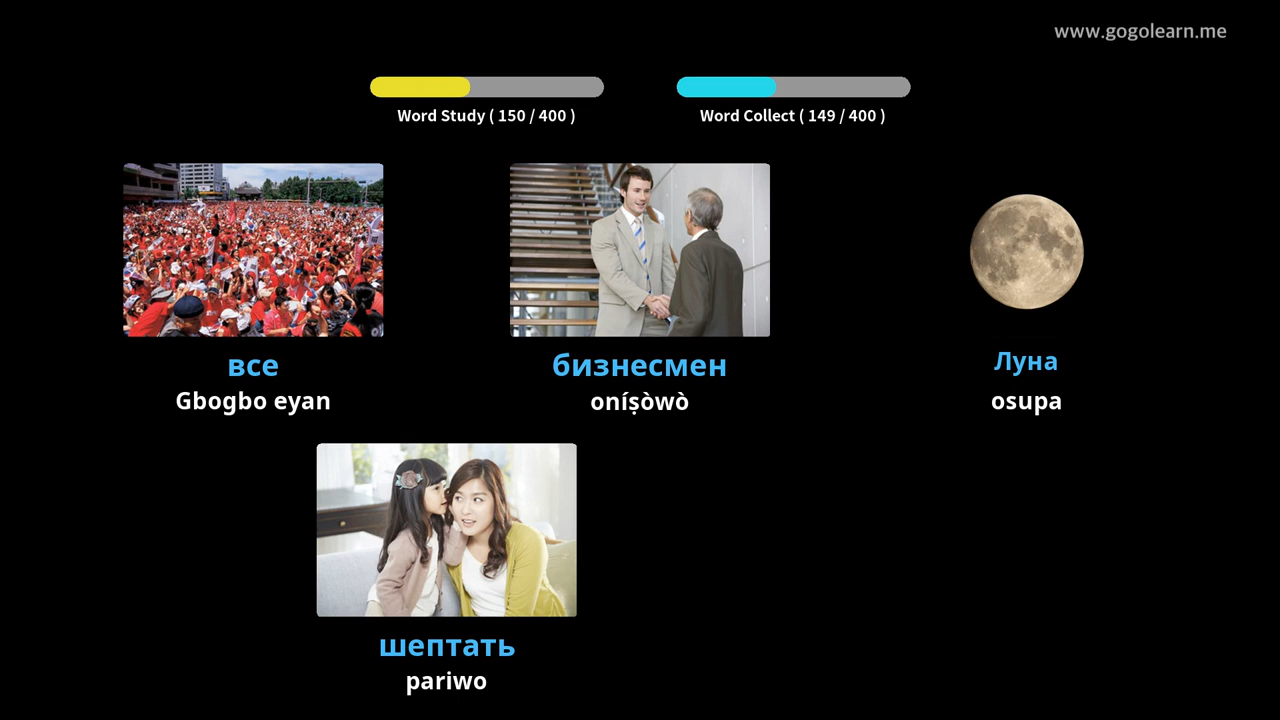 www.gogolearn.me
Word Study ( 150 / 400 )
Word Collect ( 149 / 400 )
все
Gbogbo eyan
бизнесмен
oníṣòwò
Луна
osupa
шептать
pariwo